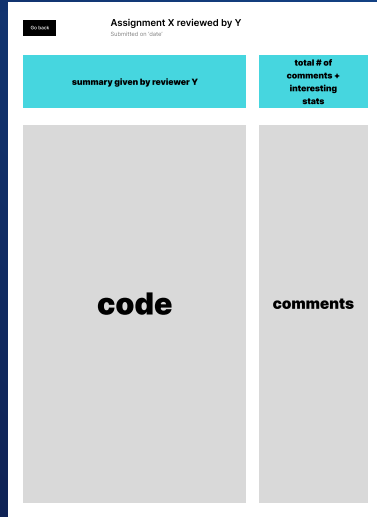 Go back
Assignment X reviewed by Y
Submitted on 'date'
summary given by reviewer Y
total # of
comments +
interesting
stats
code
comments